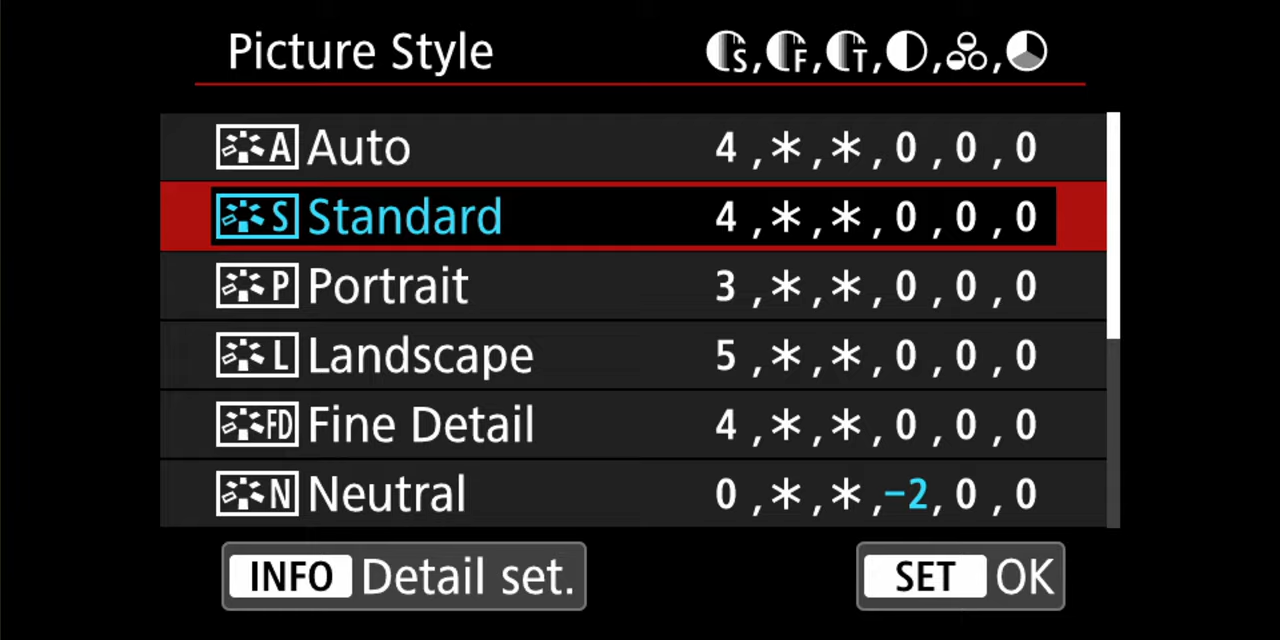 Picture Style S, F, T, , ,
A Auto 4 , * , * , 0 , 0 , 0
S Standard 4 , * , * , 0 , 0 , 0
P Portrait 3 , * , * , 0 , 0 , 0
L Landscape 5 , * , * , 0 , 0 , 0
FD Fine Detail 4 , * , * , 0 , 0 , 0
N Neutral 0 , * , * , -2, 0 , 0
INFO Detail set. SET OK